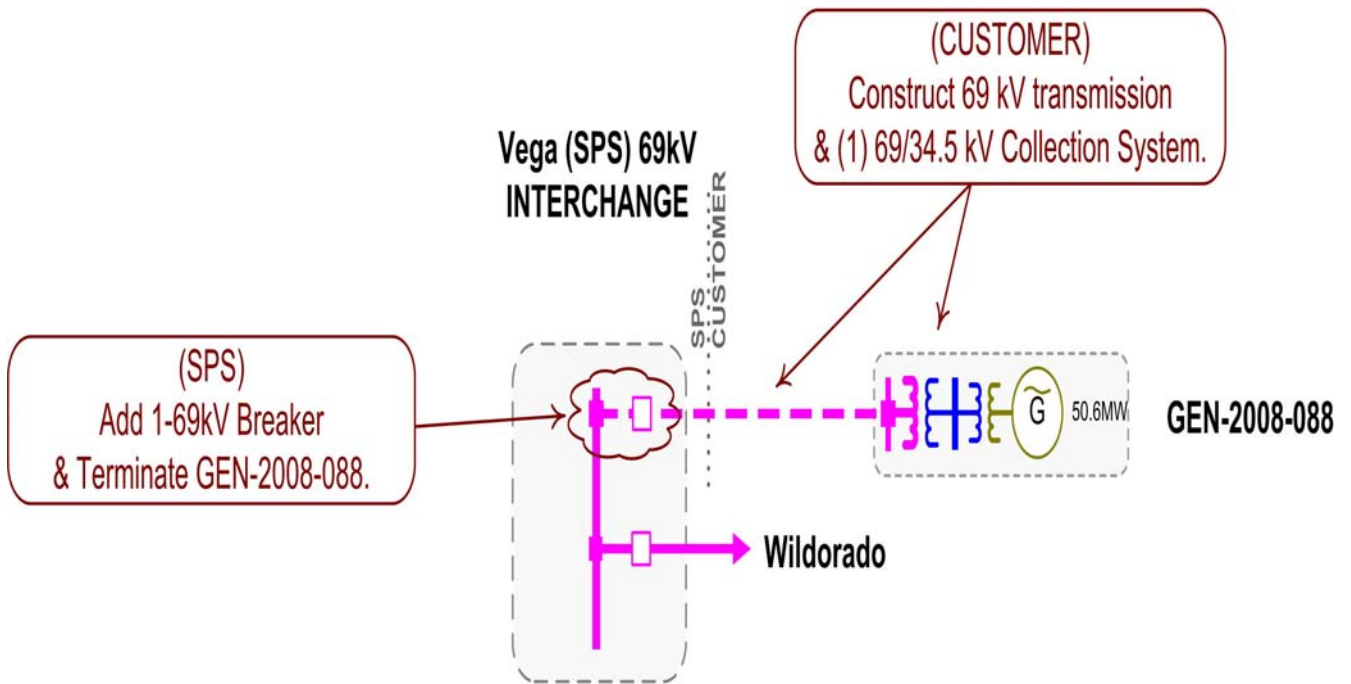 (CUSTOMER)
Construct 69 kV transmission
& (1) 69/34.5 kV Collection System.
Vega (SPS) 69kV
INTERCHANGE
SPS
CUSTOMER
(SPS)
Add 1-69kV Breaker
& Terminate GEN-2008-088.
G
50.6MW
GEN-2008-088
Wildorado